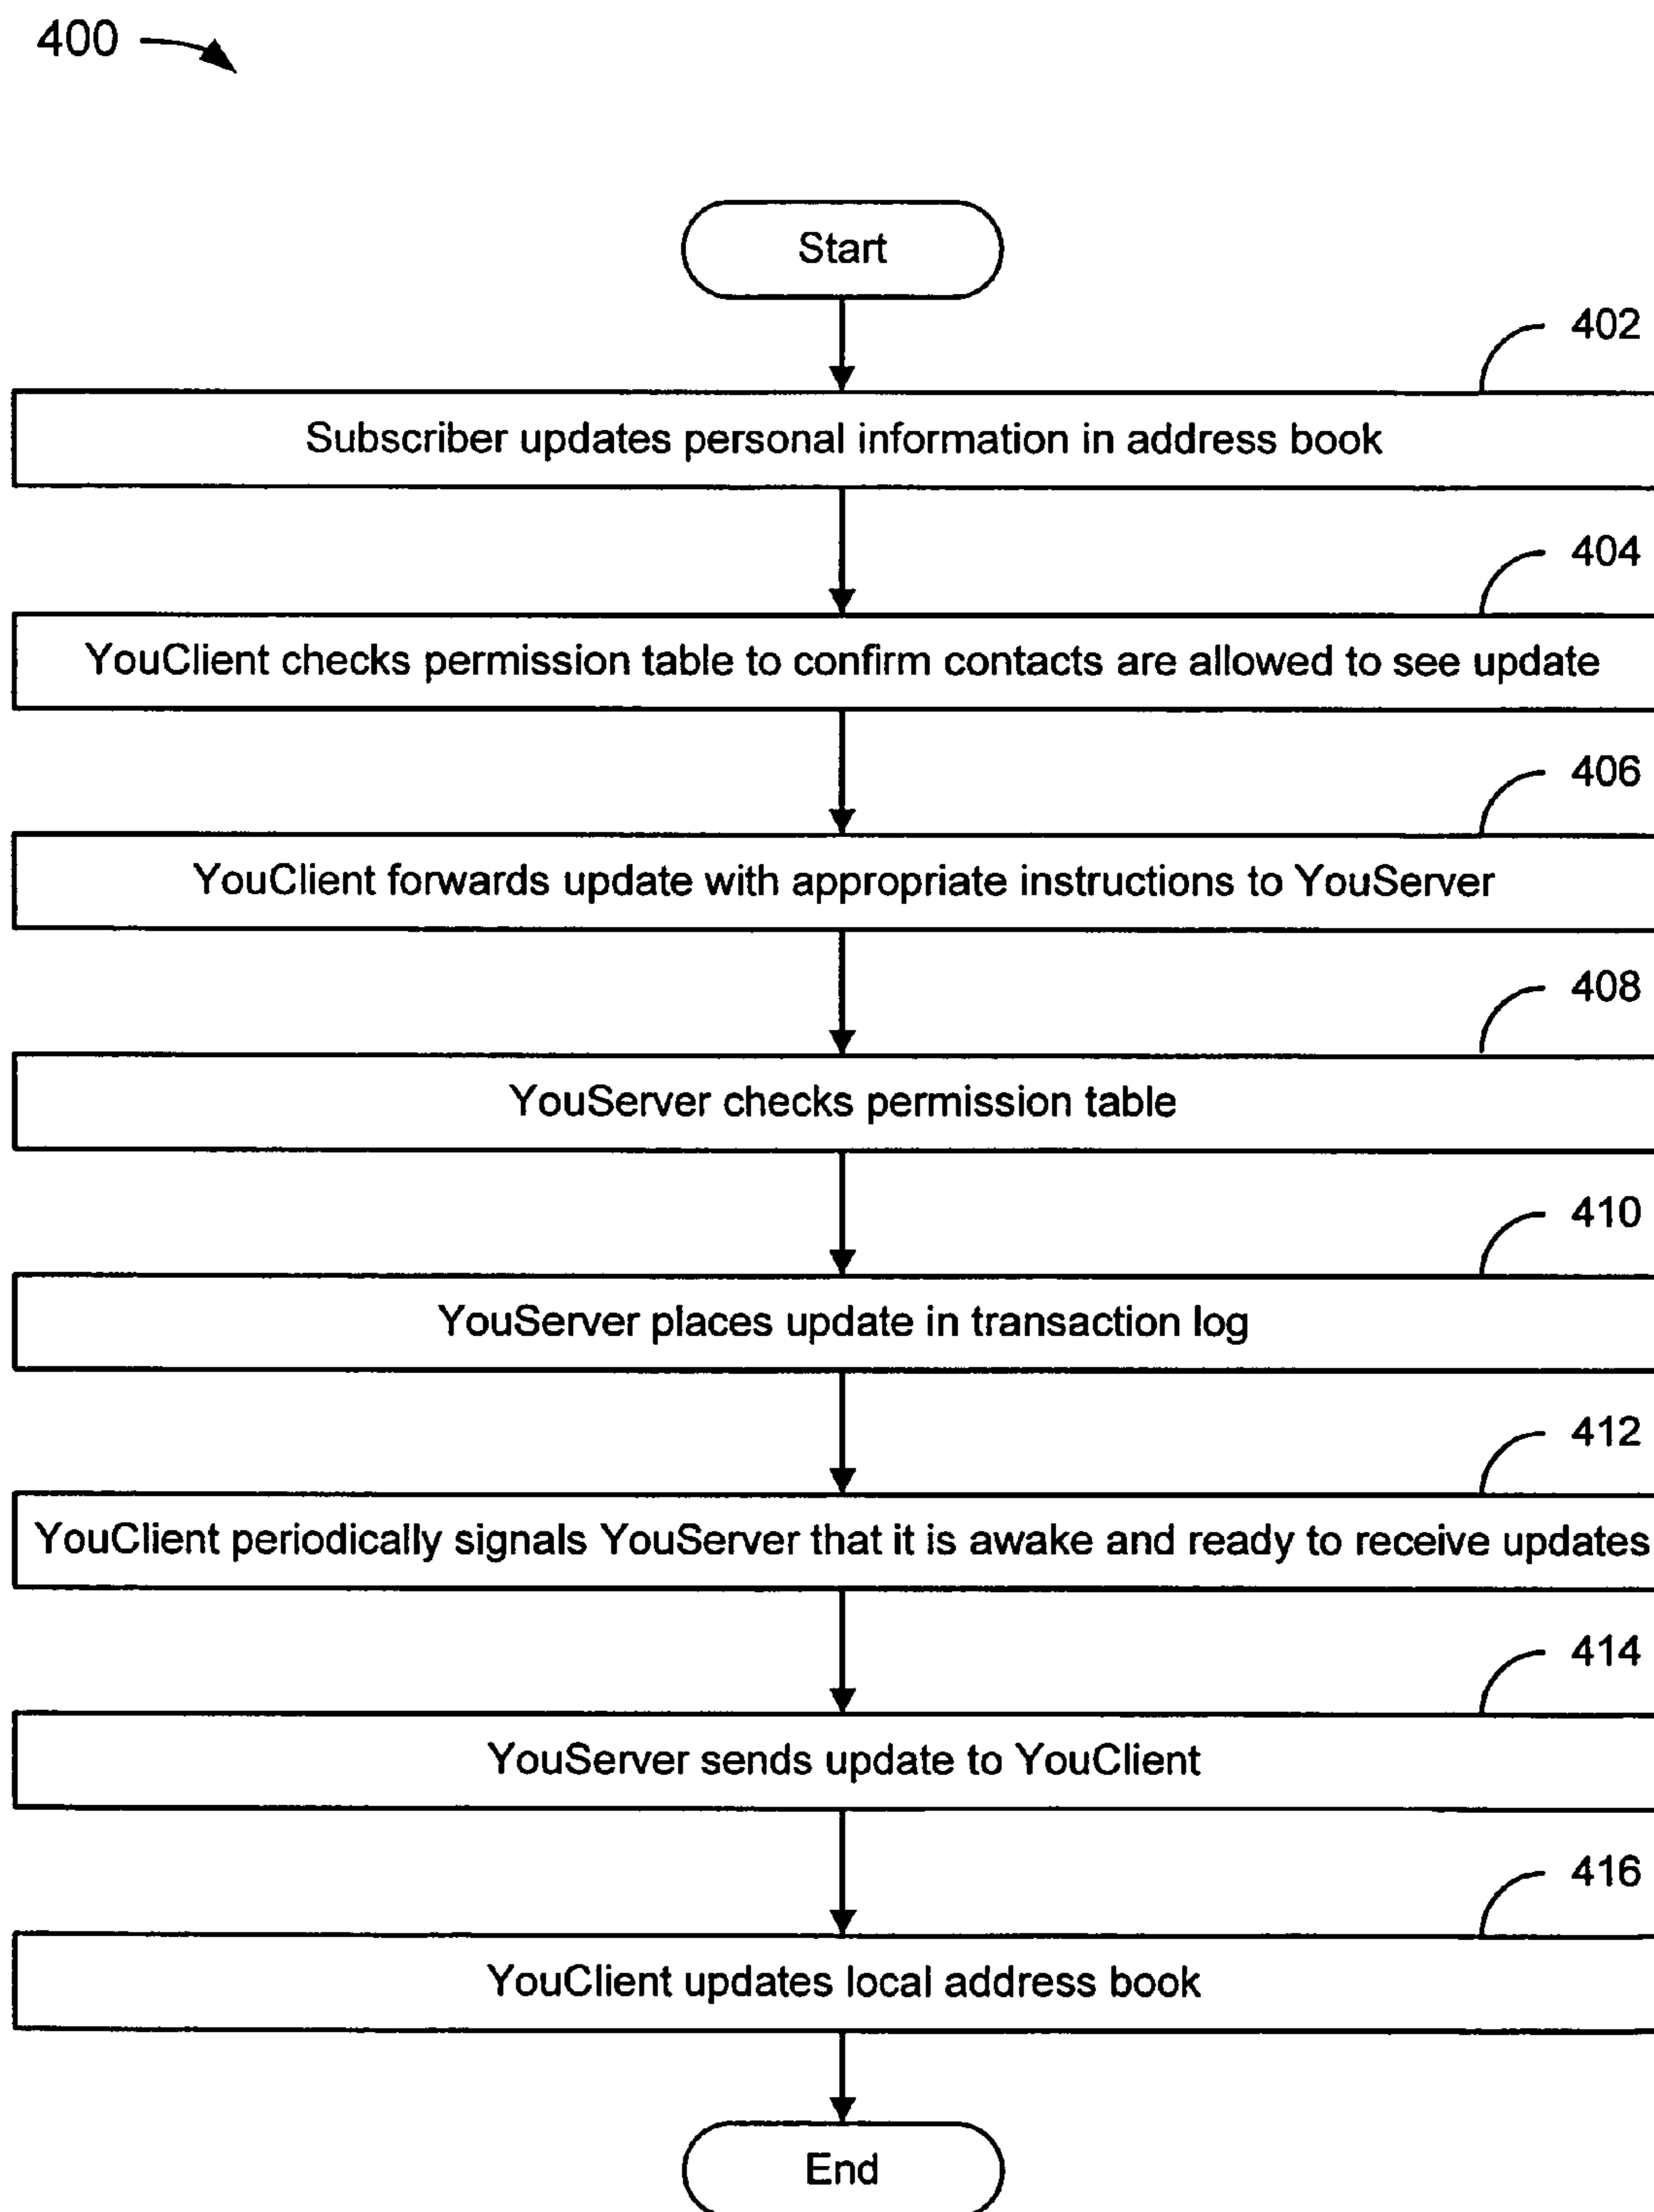 400
Start
402
Subscriber updates personal information in address book
404
YouClient checks permission table to confirm contacts are allowed to see update
406
YouClient forwards update with appropriate instructions to YouServer
408
YouServer checks permission table
410
YouServer places update in transaction log
412
YouClient periodically signals YouServer that it is awake and ready to receive updates
414
YouServer sends update to YouClient
416
YouClient updates local address book
End